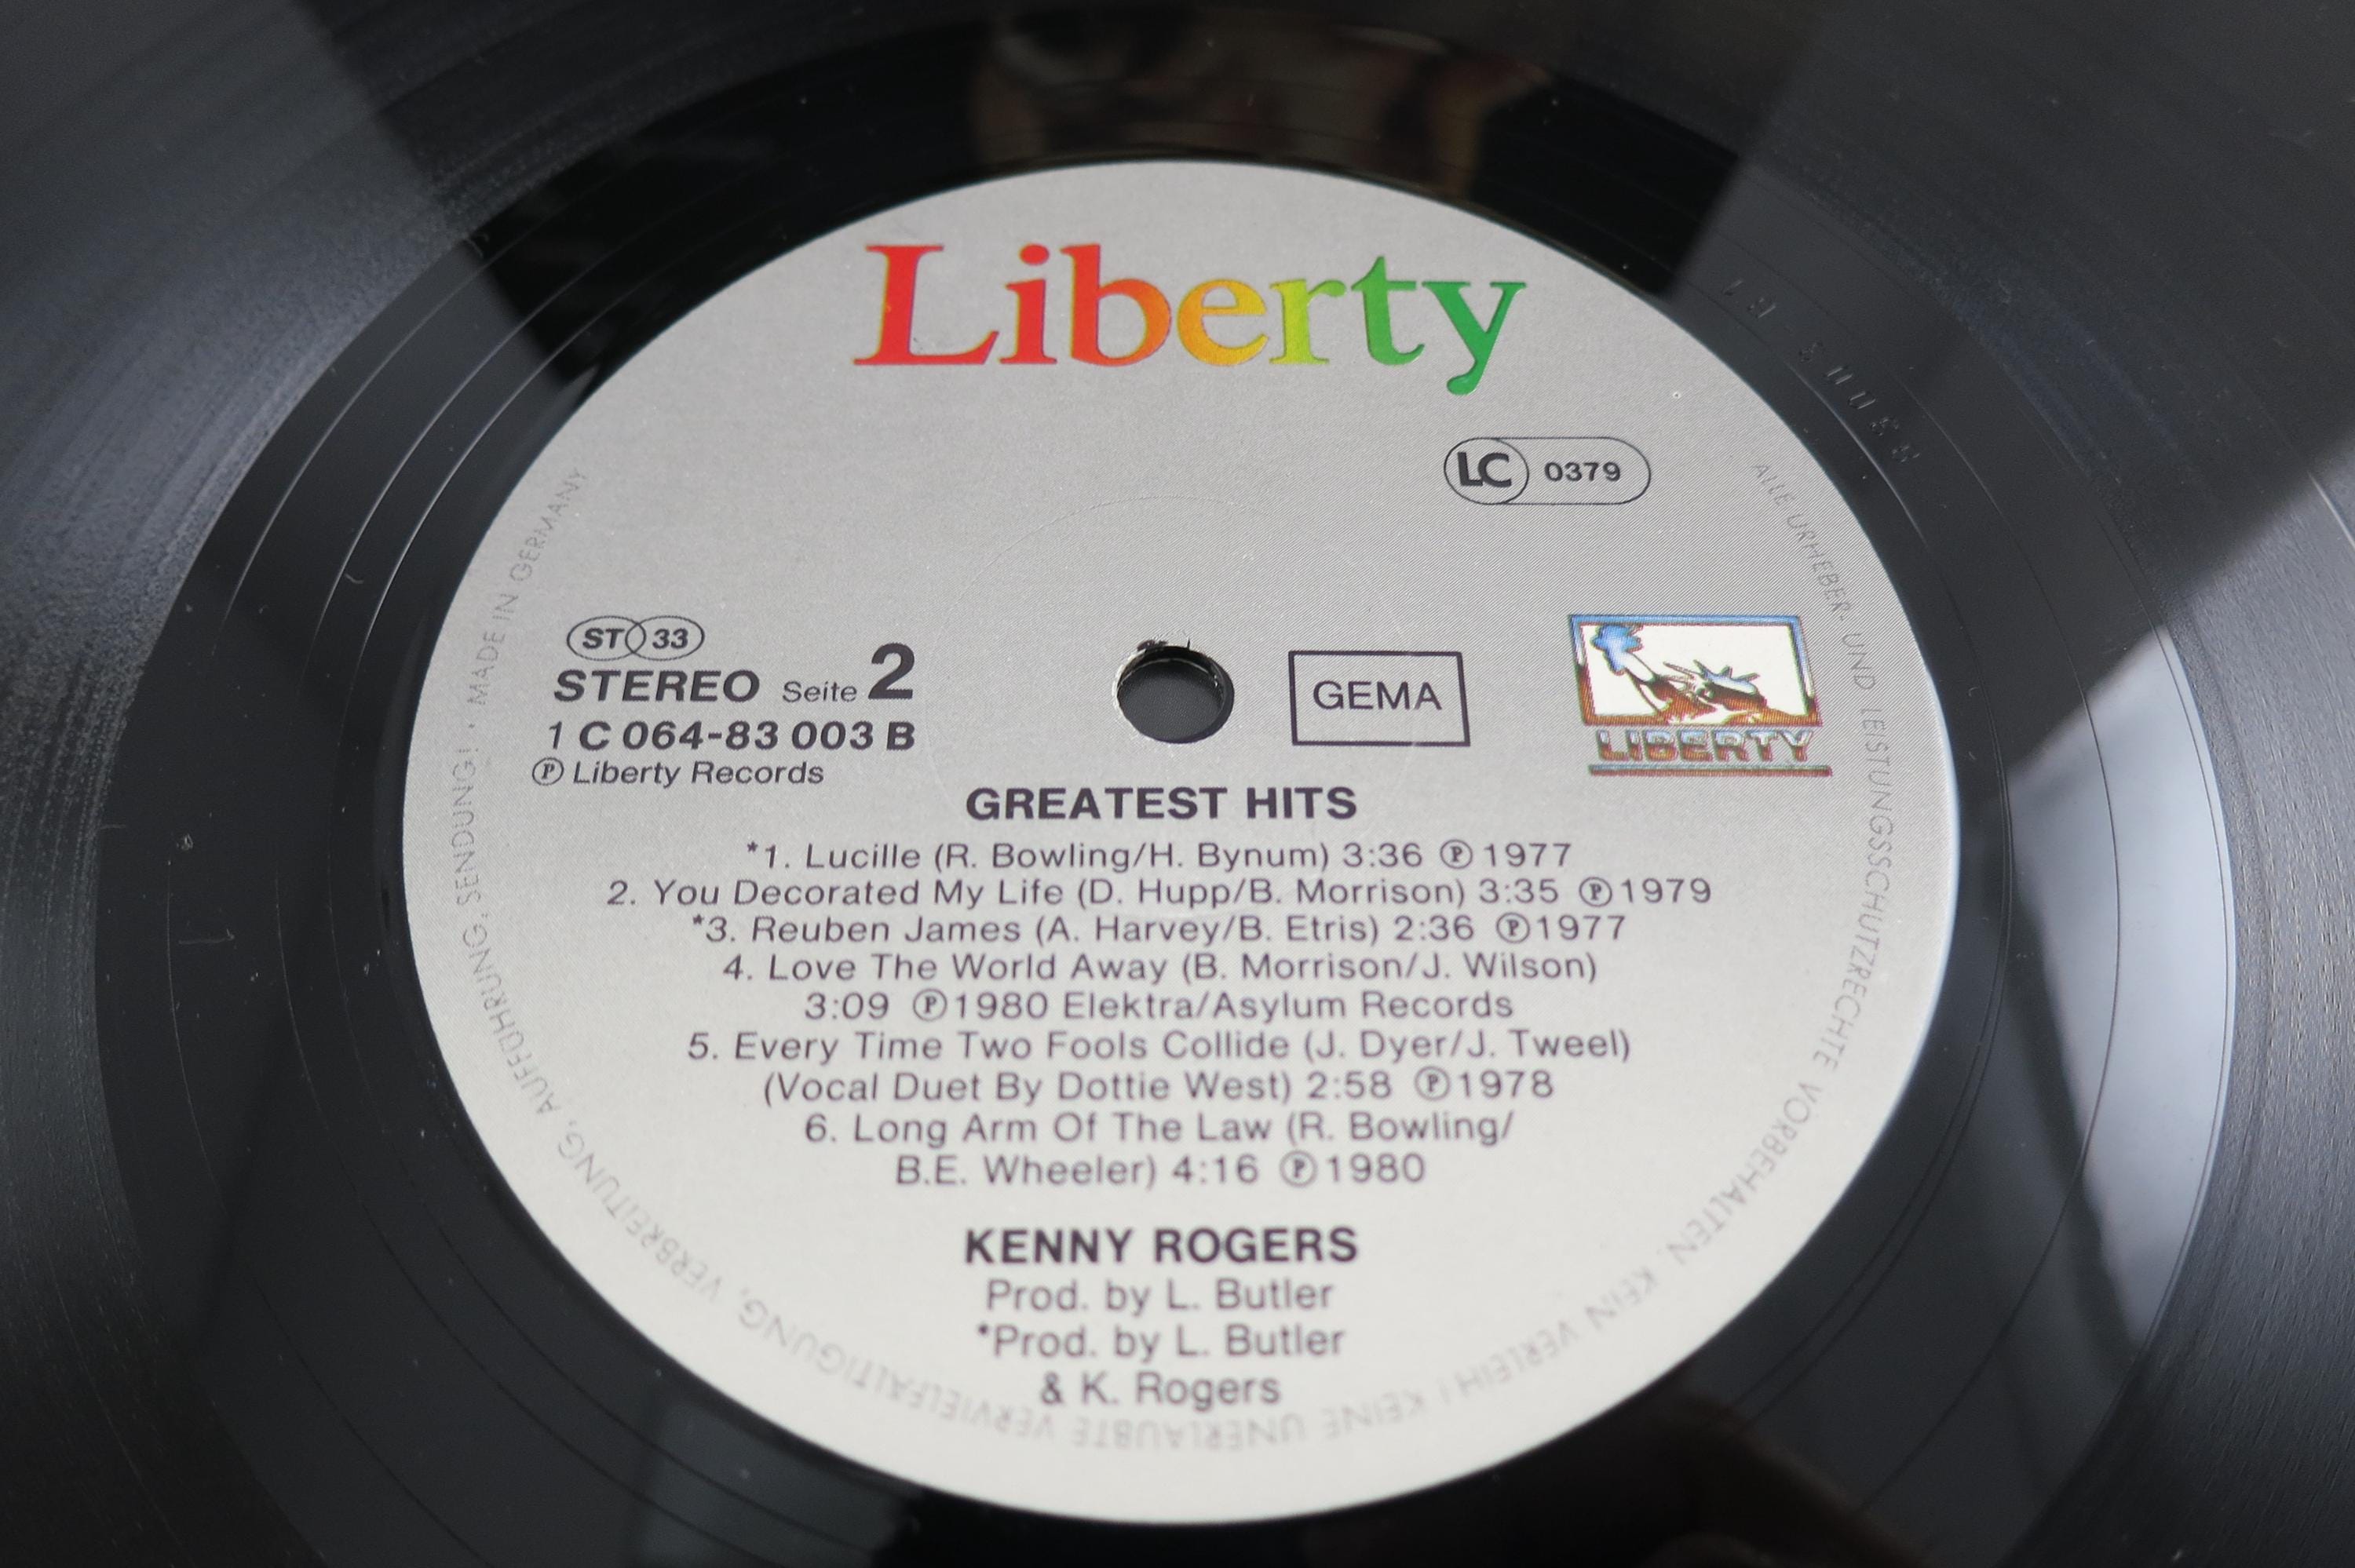 Liberty
LC 0379
ST 33
STEREO Seite 2
1 C 064-83 003 B
℗ Liberty Records
GEMA
LIBERTY
GREATEST HITS
*1. Lucille (R. Bowling/H. Bynum) 3:36 ℗ 1977
2. You Decorated My Life (D. Hupp/B. Morrison) 3:35 ℗1979
*3. Reuben James (A. Harvey/B. Etris) 2:36 ℗1977
4. Love The World Away (B. Morrison/J. Wilson)
3:09 ℗1980 Elektra/Asylum Records
5. Every Time Two Fools Collide (J. Dyer/J. Tweel)
(Vocal Duet By Dottie West) 2:58 ℗1978
6. Long Arm Of The Law (R. Bowling/
B.E. Wheeler) 4:16 ℗1980
KENNY ROGERS
Prod. by L. Butler
*Prod. by L. Butler
& K. Rogers
ALLE URHEBER- UND LEISTUNGSSCHUTZRECHTE VORBEHALTEN. KEIN VERLEIH! KEINE UNERLAUBTE VERVIELFÄLTIGUNG, VERBREITUNG, AUFFÜHRUNG, SENDUNG! · MADE IN GERMANY